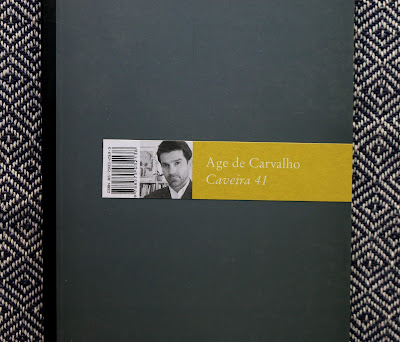 Age de Carvalho
Caveira 41